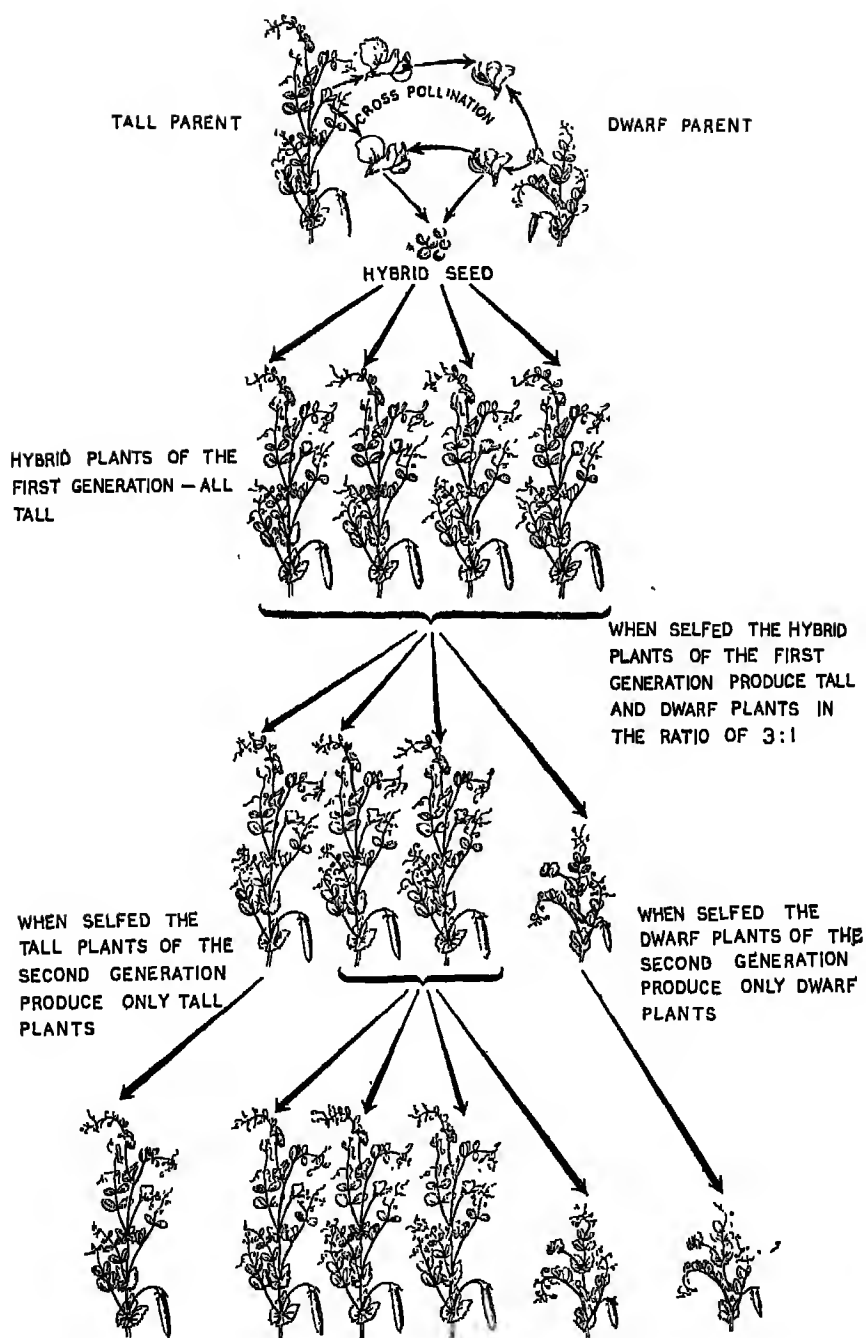 TALL PARENT
CROSS POLLINATION
DWARF PARENT
HYBRID SEED
HYBRID PLANTS OF THE
FIRST GENERATION — ALL
TALL
WHEN SELFED THE HYBRID
PLANTS OF THE FIRST
GENERATION PRODUCE TALL
AND DWARF PLANTS IN
THE RATIO OF 3:1
WHEN SELFED THE
TALL PLANTS OF THE
SECOND GENERATION
PRODUCE ONLY TALL
PLANTS
WHEN SELFED THE
DWARF PLANTS OF THE
SECOND GENERATION
PRODUCE ONLY DWARF
PLANTS